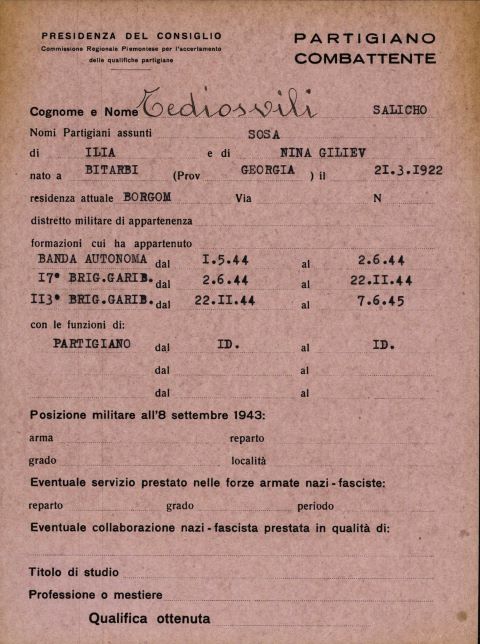 PRESIDENZA DEL CONSIGLIO
Commissione Regionale Piemontese per l'accertamento
delle qualifiche partigiane
PARTIGIANO
COMBATTENTE
Cognome e Nome Tediosvili SALICHO
Nomi Partigiani assunti SOSA
di ILIA e di NINA GILIEV
nato a BITARBI (Prov GEORGIA ) il 21.3.1922
residenza attuale BORGOM Via N
distretto militare di appartenenza
formazioni cui ha appartenuto
BANDA AUTONOMA dal I.5.44 al 2.6.44
I7° BRIG.GARIB. dal 2.6.44 al 22.II.44
II3° BRIG.GARIB. dal 22.II.44 al 7.6.45
con le funzioni di:
PARTIGIANO dal ID. al ID.
dal al
dal al
Posizione militare all'8 settembre 1943:
arma reparto
grado località
Eventuale servizio prestato nelle forze armate nazi-fasciste:
reparto grado periodo
Eventuale collaborazione nazi-fascista prestata in qualità di:
Titolo di studio
Professione o mestiere
Qualifica ottenuta